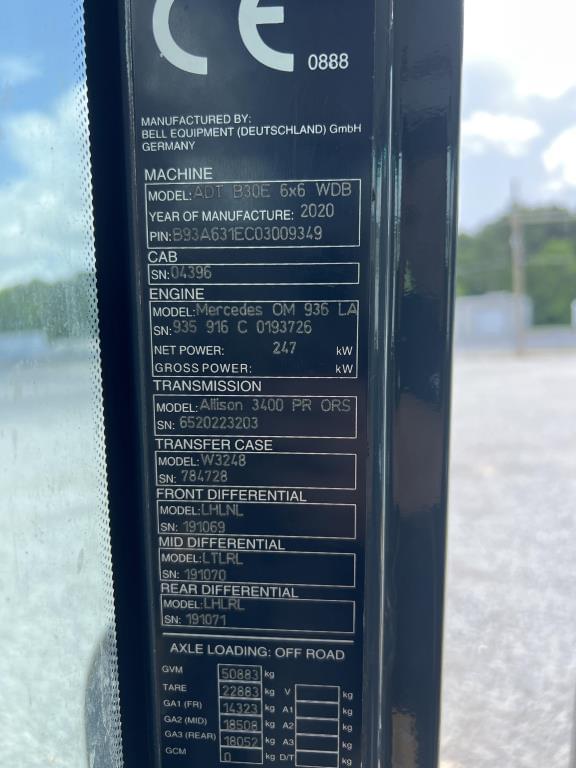 CE 0888
MANUFACTURED BY:
BELL EQUIPMENT (DEUTSCHLAND) GmbH
GERMANY
MACHINE
MODEL: ADT B30E 6x6 WDB
YEAR OF MANUFACTURE: 2020
PIN: B93A631EC03009349
CAB
SN: 04396
ENGINE
MODEL: Mercedes OM 936 LA
SN: 935 916 C 0193726
NET POWER: 247 kW
GROSS POWER: kW
TRANSMISSION
MODEL: Allison 3400 PR ORS
SN: 6520223203
TRANSFER CASE
MODEL: W3248
SN: 784728
FRONT DIFFERENTIAL
MODEL: LHLNL
SN: 191069
MID DIFFERENTIAL
MODEL: LTLRL
SN: 191070
REAR DIFFERENTIAL
MODEL: LHLRL
SN: 191071
AXLE LOADING: OFF ROAD
GVM 50883 kg
TARE 22883 kg V kg
GA1 (FR) 14323 kg A1 kg
GA2 (MID) 18508 kg A2 kg
GA3 (REAR) 18052 kg A3 kg
GCM 0 kg D/T kg